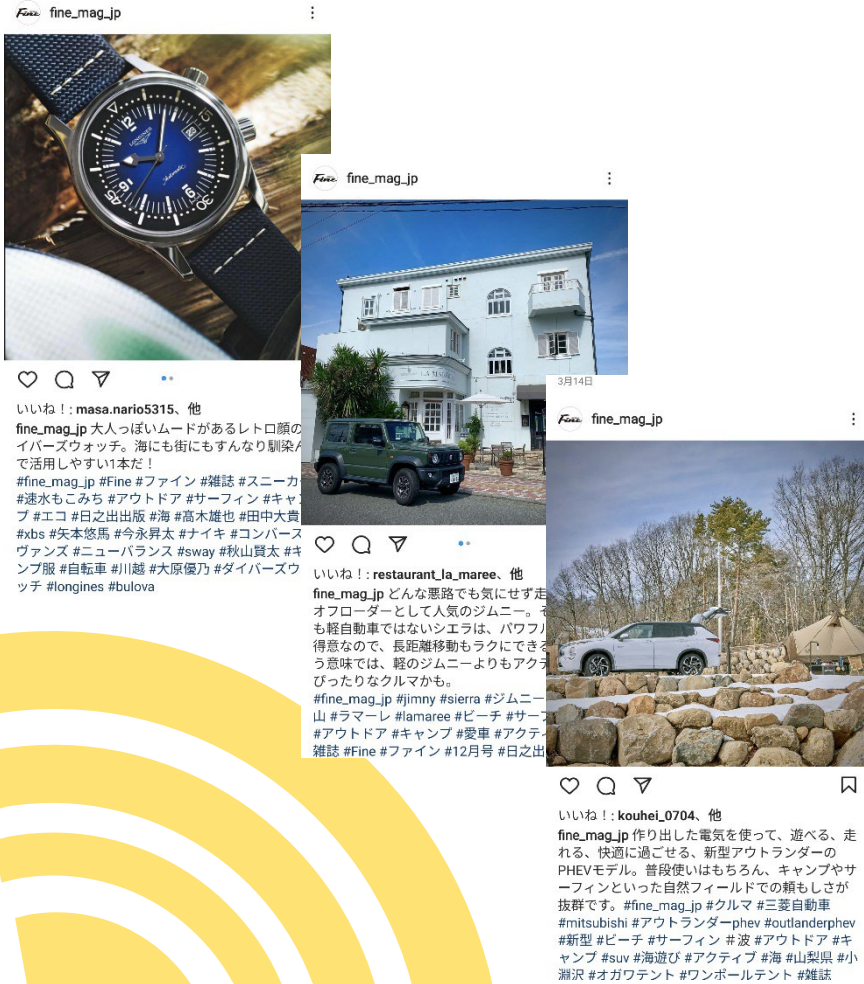 Fine
fine_mag_jp
12
15
23
LONGINES
Automatic
45
30
いいね！: masa.nario5315、他
fine_mag_jp 大人っぽいムードがあるレトロ顔の
イバーズウォッチ。海にも街にもすんなり馴染ん
で活用しやすい1本だ！
#fine_mag_jp #Fine #ファイン #雑誌 #スニーカ
#速水もこみち #アウトドア #サーフィン #キャン
プ #エコ #日之出出版 #海 #髙木雄也 #田中大貴
#xbs #矢本悠馬 #今永昇太 #ナイキ #コンバース
ヴァンズ #ニューバランス #sway #秋山賢太 #キ
ンプ服 #自転車 #川越 #大原優乃 #ダイバーズウ
ッチ #longines #bulova
Fine
fine_mag_jp
LA MAREE
いいね！: restaurant_la_maree、他
fine_mag_jp どんな悪路でも気にせず走
オフローダーとして人気のジムニー。そ
も軽自動車ではないシエラは、パワフル
得意なので、長距離移動もラクにできる
う意味では、軽のジムニーよりもアクテ
ぴったりなクルマかも。
#fine_mag_jp #jimny #sierra #ジムニー
山 #ラマーレ #lamaree #ビーチ #サーフ
#アウトドア #キャンプ #愛車 #アクティ
雑誌 #Fine #ファイン #12月号 #日之出
3月14日
Fine
fine_mag_jp
いいね！: kouhei_0704、他
fine_mag_jp 作り出した電気を使って、遊べる、走
れる、快適に過ごせる、新型アウトランダーの
PHEVモデル。普段使いはもちろん、キャンプやサ
ーフィンといった自然フィールドでの頼もしさが
抜群です。#fine_mag_jp #クルマ #三菱自動車
#mitsubishi #アウトランダーphev #outlanderphev
#新型 #ビーチ #サーフィン ＃波 #アウトドア #キ
ャンプ #suv #海遊び #アクティブ #海 #山梨県 #小
淵沢 #オガワテント #ワンポールテント #雑誌